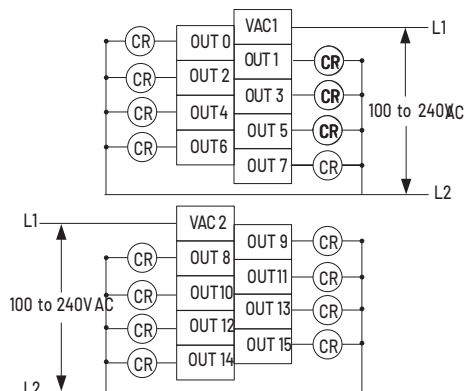 VAC1
L1
CR
OUT 0
OUT 1
CR
CR
OUT 2
OUT 3
CR
CR
OUT4
100 to 240VAC
OUT 5
CR
CR
OUT6
OUT 7
CR
L2
L1
VAC 2
OUT 9
CR
CR
OUT 8
OUT11
CR
CR
OUT10
100 to 240V AC
OUT 13
CR
CR
OUT 12
OUT 15
CR
CR
OUT 14
L2